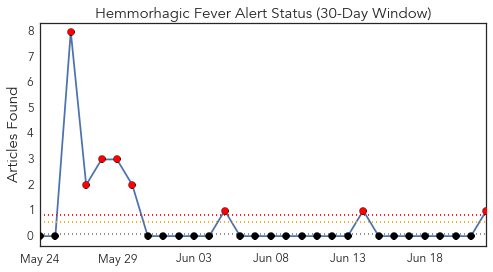 Hemmorhagic Fever Alert Status (30-Day Window)
Articles Found
8
7
6
5
4
3
2
1
0
May 24
May 29
Jun 03
Jun 08
Jun 13
Jun 18